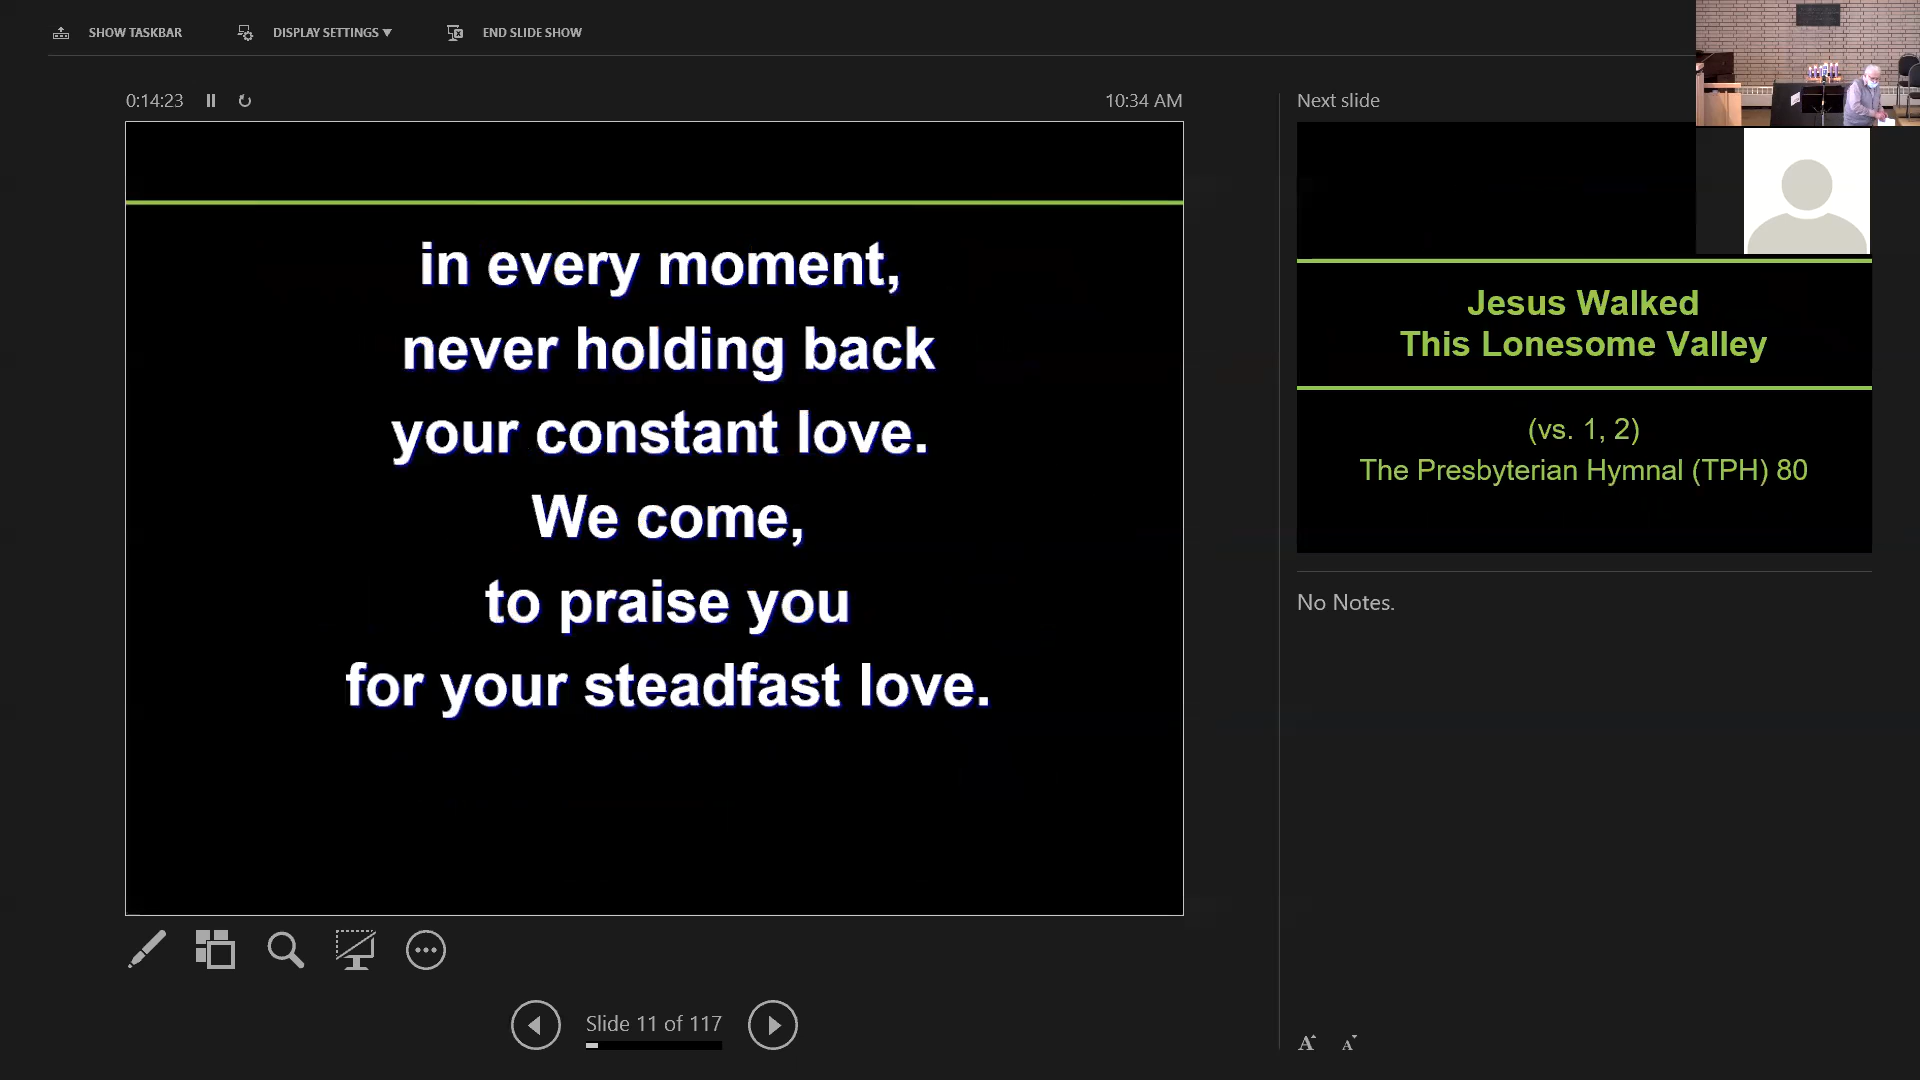 SHOW TASKBAR
DISPLAY SETTINGS ▼
END SLIDE SHOW
0:14:23
10:34 AM
in every moment,
never holding back
your constant love.
We come,
to praise you
for your steadfast love.
Slide 11 of 117
Next slide
Jesus Walked
This Lonesome Valley
(vs. 1, 2)
The Presbyterian Hymnal (TPH) 80
No Notes.
A A